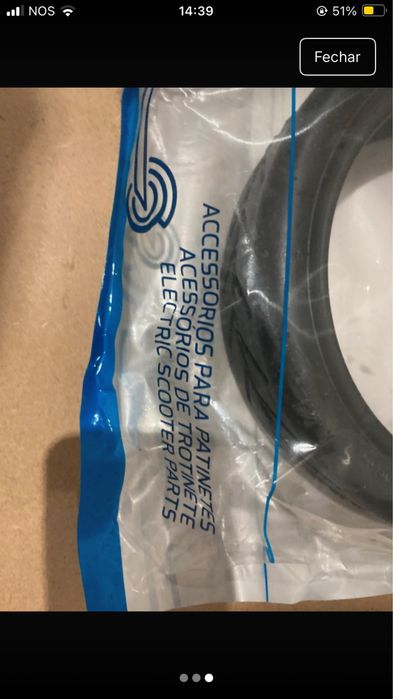 NOS
14:39
51%
Fechar
ACCESSORIOS PARA PATINETES
ACESSÓRIOS DE TROTINETE
ELECTRIC SCOOTER PARTS